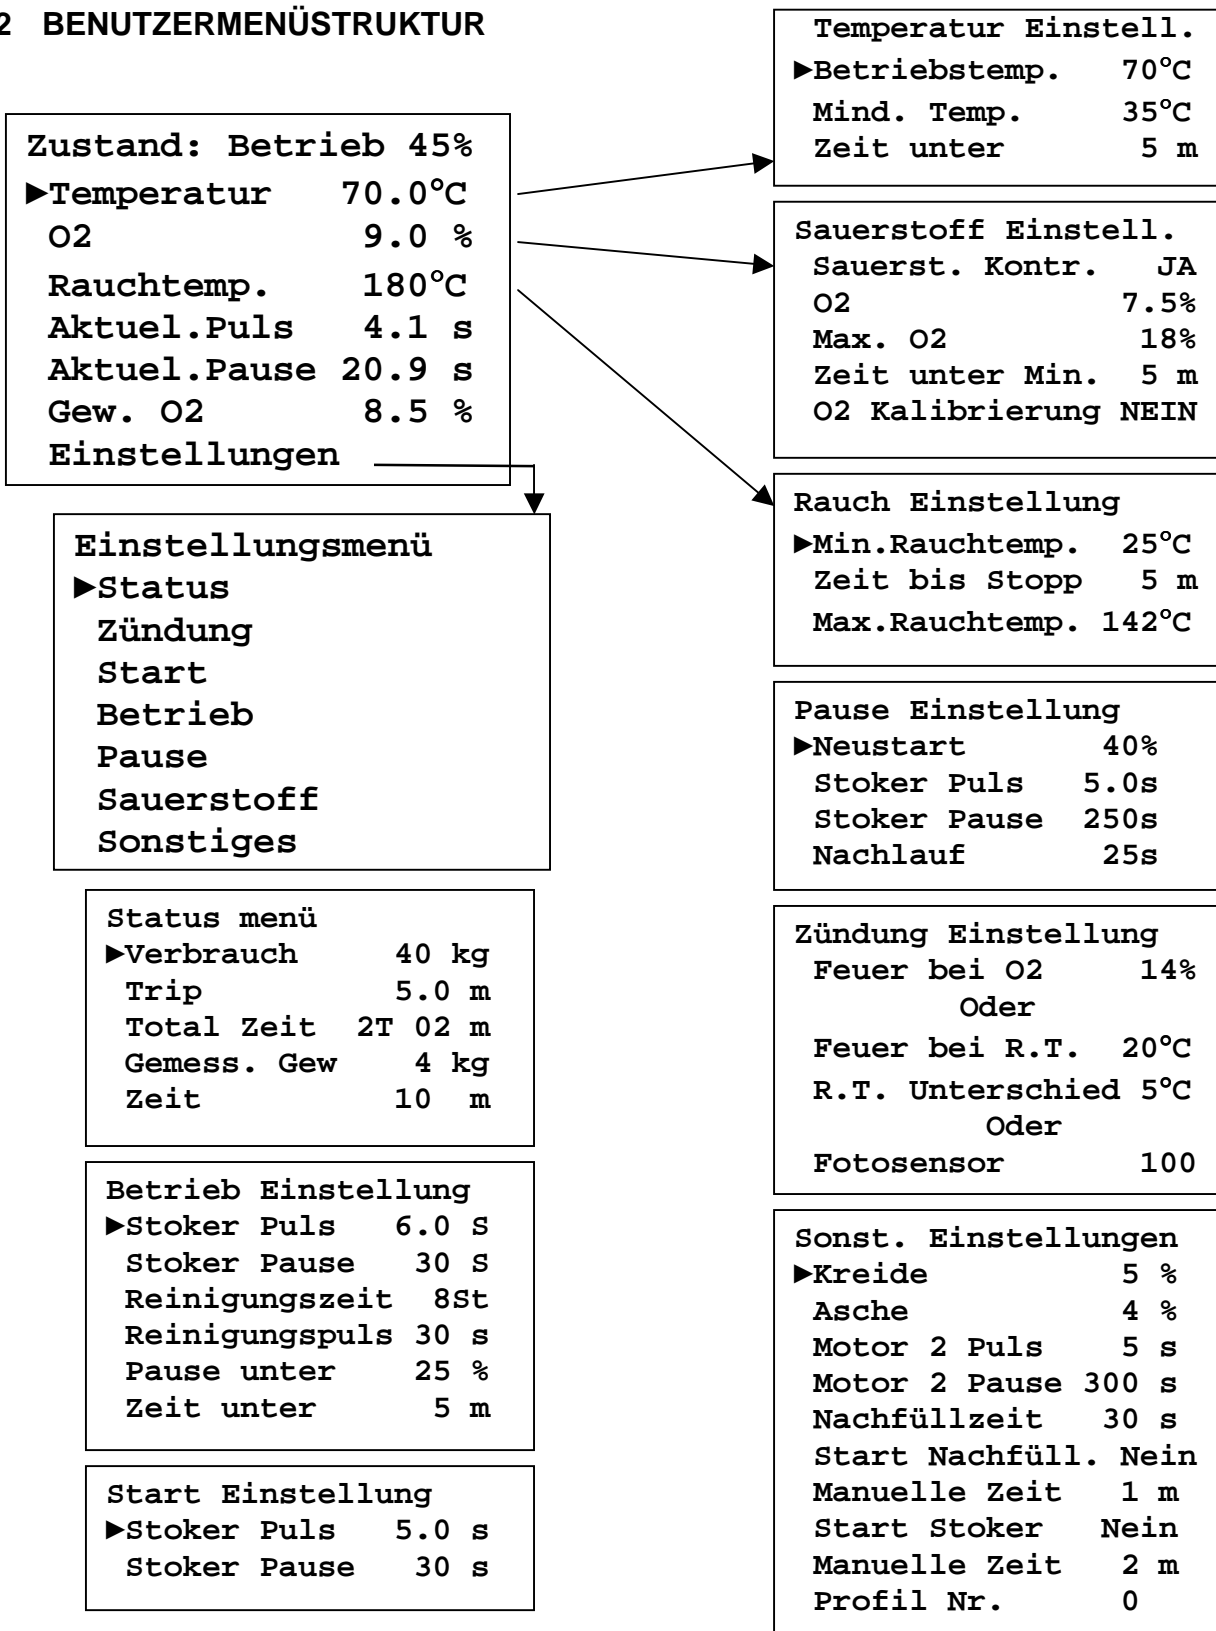 2 BENUTZERMENÜSTRUKTUR
Zustand: Betrieb 45%
►Temperatur 70.0°C
O2 9.0 %
Rauchtemp. 180°C
Aktuel.Puls 4.1 s
Aktuel.Pause 20.9 s
Gew. O2 8.5 %
Einstellungen
Einstellungsmenü
►Status
Zündung
Start
Betrieb
Pause
Sauerstoff
Sonstiges
Status menü
►Verbrauch 40 kg
Trip 5.0 m
Total Zeit 2T 02 m
Gemess. Gew 4 kg
Zeit 10 m
Betrieb Einstellung
►Stoker Puls 6.0 S
Stoker Pause 30 S
Reinigungszeit 8St
Reinigungspuls 30 s
Pause unter 25 %
Zeit unter 5 m
Start Einstellung
►Stoker Puls 5.0 s
Stoker Pause 30 s
Temperatur Einstell.
►Betriebstemp. 70°C
Mind. Temp. 35°C
Zeit unter 5 m
Sauerstoff Einstell.
Sauerst. Kontr. JA
O2 7.5%
Max. O2 18%
Zeit unter Min. 5 m
O2 Kalibrierung NEIN
Rauch Einstellung
►Min.Rauchtemp. 25°C
Zeit bis Stopp 5 m
Max.Rauchtemp. 142°C
Pause Einstellung
►Neustart 40%
Stoker Puls 5.0s
Stoker Pause 250s
Nachlauf 25s
Zündung Einstellung
Feuer bei O2 14%
Oder
Feuer bei R.T. 20°C
R.T. Unterschied 5°C
Oder
Fotosensor 100
Sonst. Einstellungen
►Kreide 5 %
Asche 4 %
Motor 2 Puls 5 s
Motor 2 Pause 300 s
Nachfüllzeit 30 s
Start Nachfüll. Nein
Manuelle Zeit 1 m
Start Stoker Nein
Manuelle Zeit 2 m
Profil Nr. 0